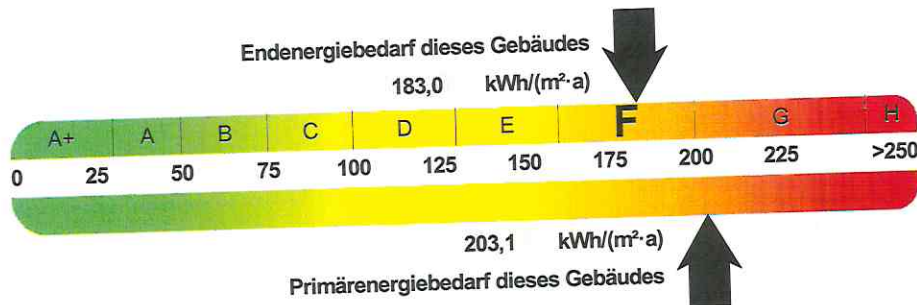 Endenergiebedarf dieses Gebäudes
183,0 kWh/(m²·a)
A+ A B C D E F G H
0 25 50 75 100 125 150 175 200 225 >250
203,1 kWh/(m²·a)
Primärenergiebedarf dieses Gebäudes